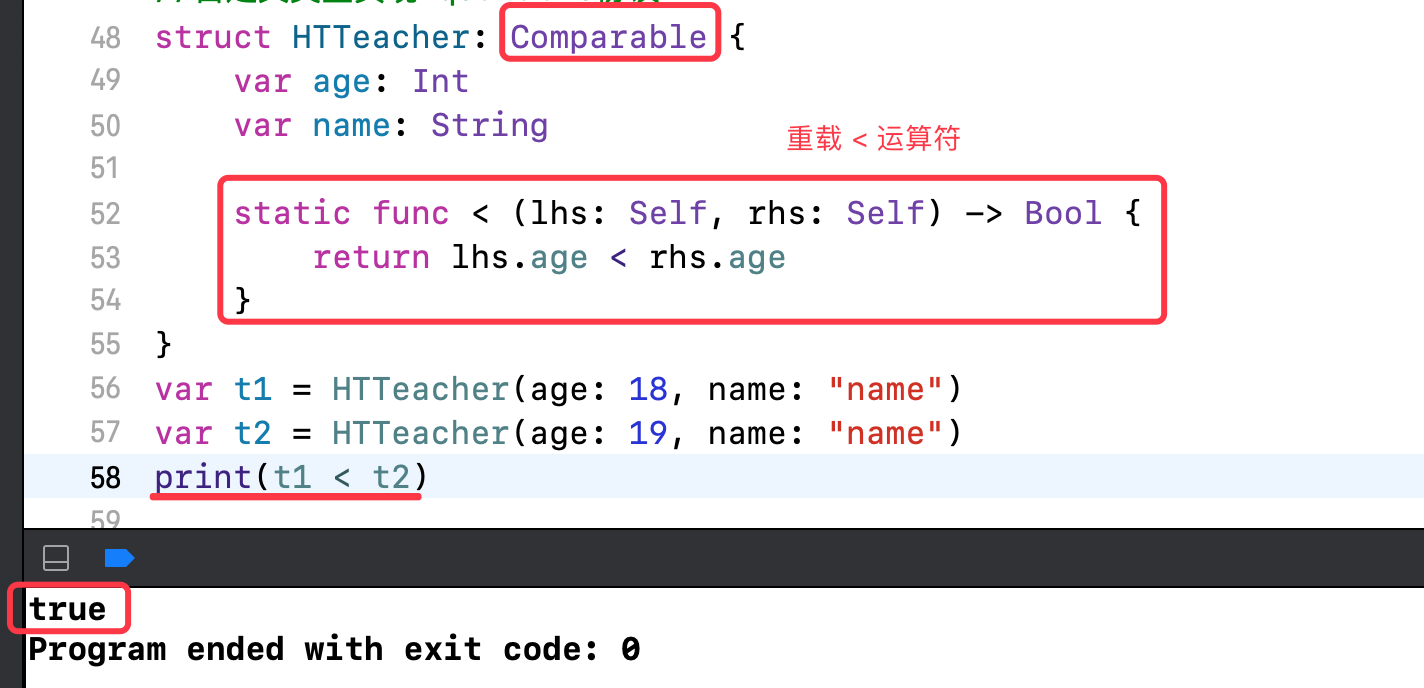 48 struct HTTeacher: Comparable {
49     var age: Int
50     var name: String
重载 < 运算符
51
52     static func < (lhs: Self, rhs: Self) -> Bool {
53         return lhs.age < rhs.age
54     }
55 }
56 var t1 = HTTeacher(age: 18, name: "name")
57 var t2 = HTTeacher(age: 19, name: "name")
58 print(t1 < t2)
59
true
Program ended with exit code: 0